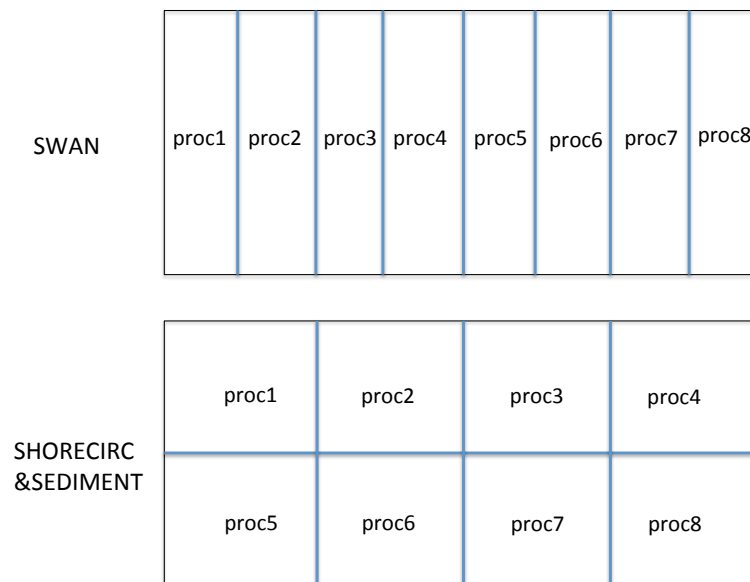 SWAN
proc1 proc2 proc3 proc4 proc5 proc6 proc7 proc8
proc1 proc2 proc3 proc4
SHORECIRC
&SEDIMENT
proc5 proc6 proc7 proc8